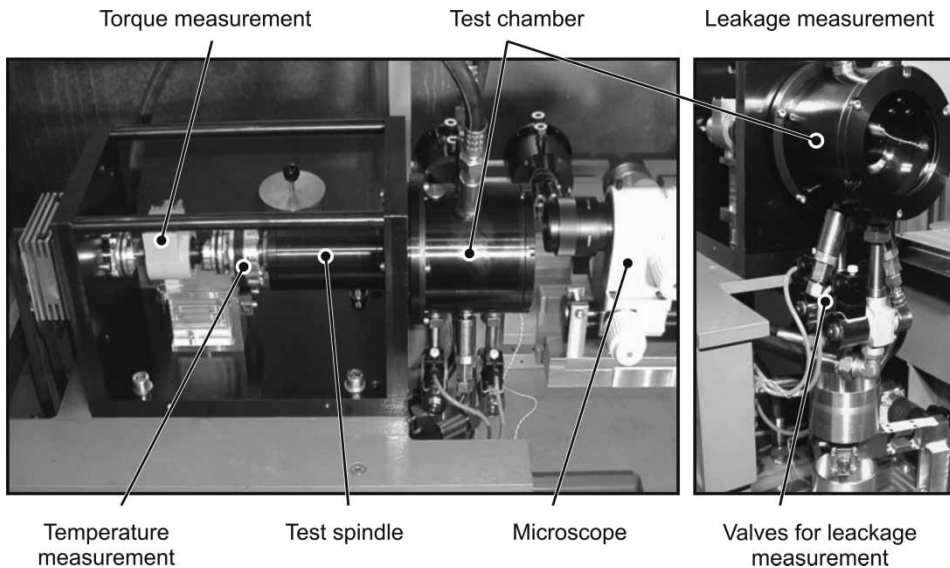 Torque measurement
Test chamber
Leakage measurement
Temperature
measurement
Test spindle
Microscope
Valves for leackage
measurement